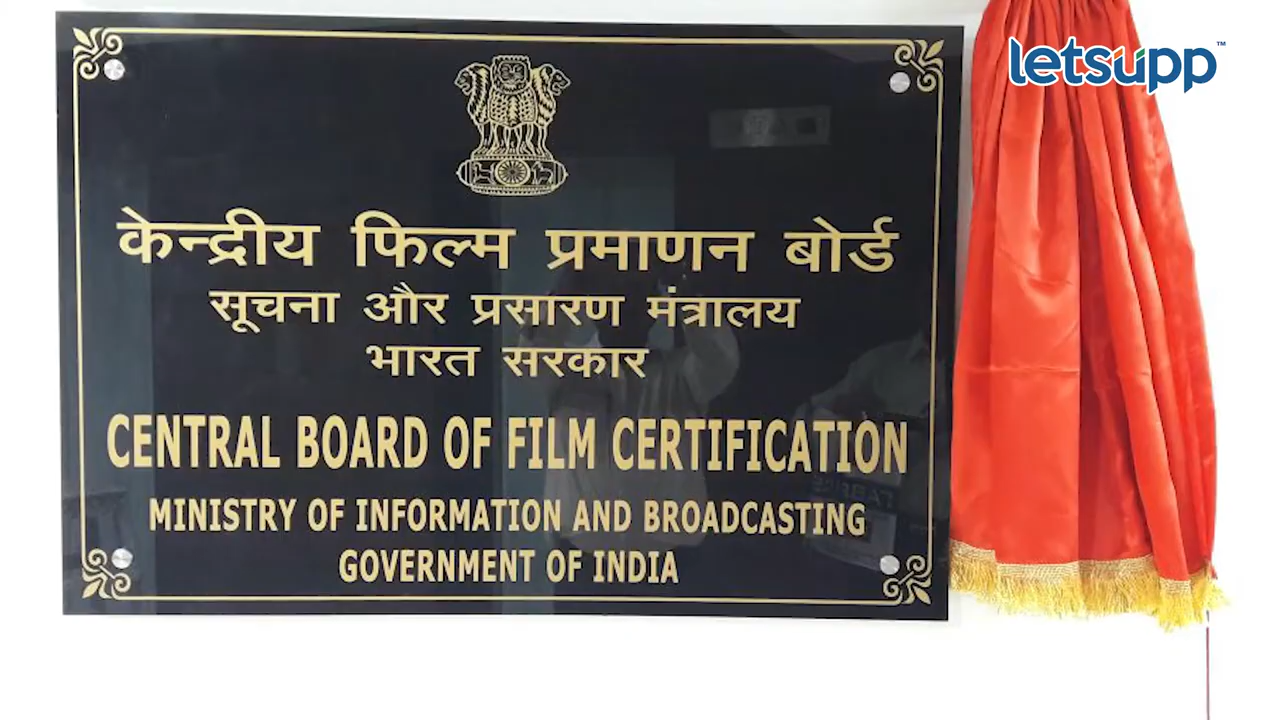 letsupp™
केन्द्रीय फिल्म प्रमाणन बोर्ड
सूचना और प्रसारण मंत्रालय
भारत सरकार
CENTRAL BOARD OF FILM CERTIFICATION
MINISTRY OF INFORMATION AND BROADCASTING
GOVERNMENT OF INDIA